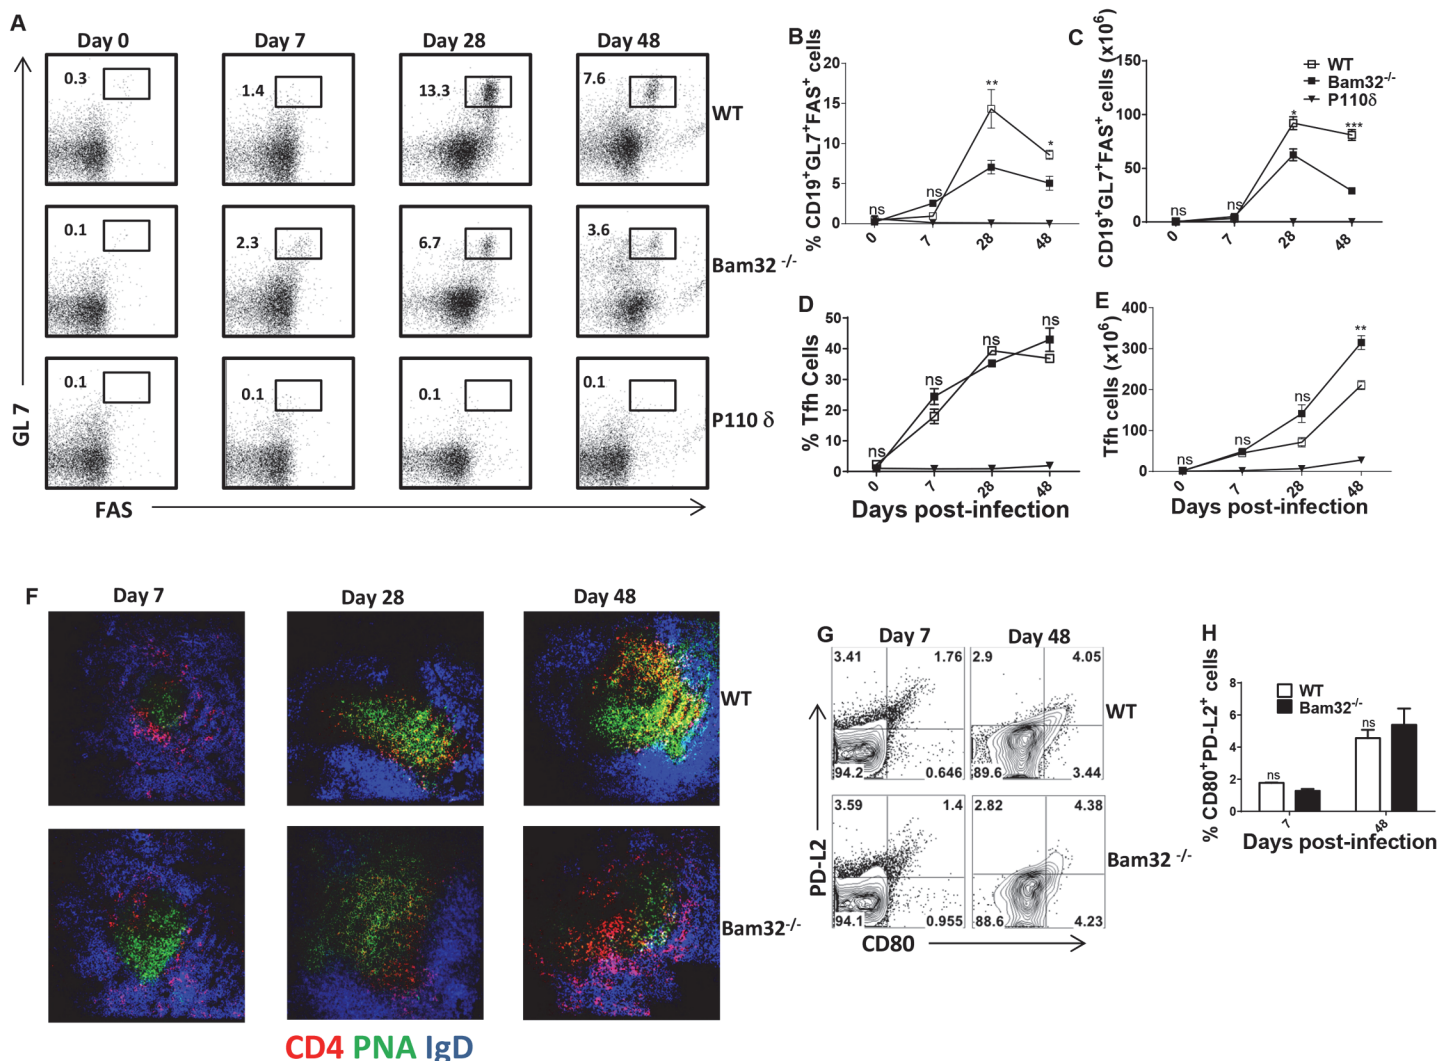 A
Day 0
Day 7
Day 28
Day 48
0.3
1.4
13.3
7.6
WT
0.1
2.3
6.7
3.6
Bam32 -/-
0.1
0.1
0.1
0.1
P110 δ
GL 7
FAS
B
% CD19+GL7+FAS+ cells
20
15
10
5
0
ns
ns
**
*
0
7
28
48
C
CD19+GL7+FAS+ cells (x10^6)
150
100
50
0
WT
Bam32-/-
P110δ
ns
ns
*
***
0
7
28
48
D
% Tfh Cells
50
40
30
20
10
0
ns
ns
ns
ns
0
7
28
48
Days post-infection
E
Tfh cells (x10^6)
400
300
200
100
0
ns
ns
ns
**
0
7
28
48
Days post-infection
F
Day 7
Day 28
Day 48
WT
Bam32-/-
CD4 PNA IgD
G
Day 7
Day 48
3.41
1.76
2.9
4.05
WT
94.2
0.646
89.6
3.44
3.59
1.4
2.82
4.38
Bam32 -/-
94.1
0.955
88.6
4.23
PD-L2
CD80
H
% CD80+PD-L2+ cells
8
6
4
2
0
WT
Bam32-/-
ns
ns
7
48
Days post-infection